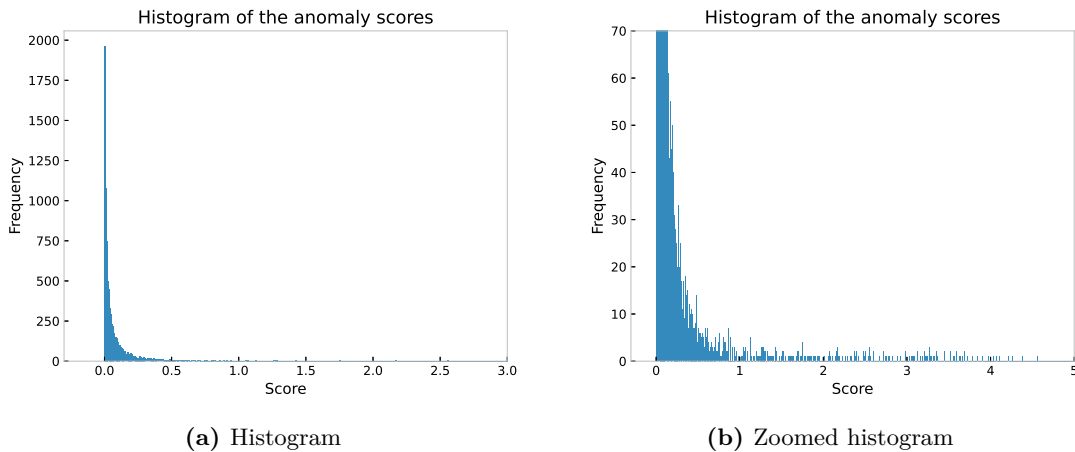 Histogram of the anomaly scores
2000
1750
1500
1250
1000
750
500
250
0
Frequency
0.0 0.5 1.0 1.5 2.0 2.5 3.0
Score
(a) Histogram
Histogram of the anomaly scores
70
60
50
40
30
20
10
0
Frequency
0 1 2 3 4 5
Score
(b) Zoomed histogram